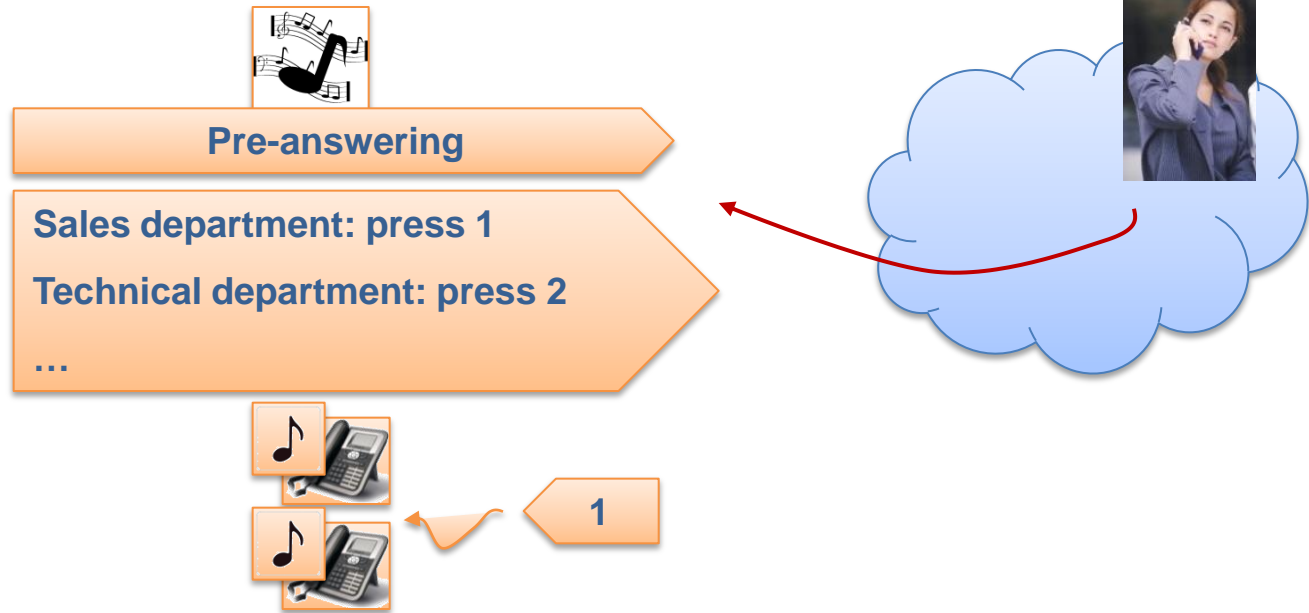 Pre-answering
Sales department: press 1
Technical department: press 2
…
1